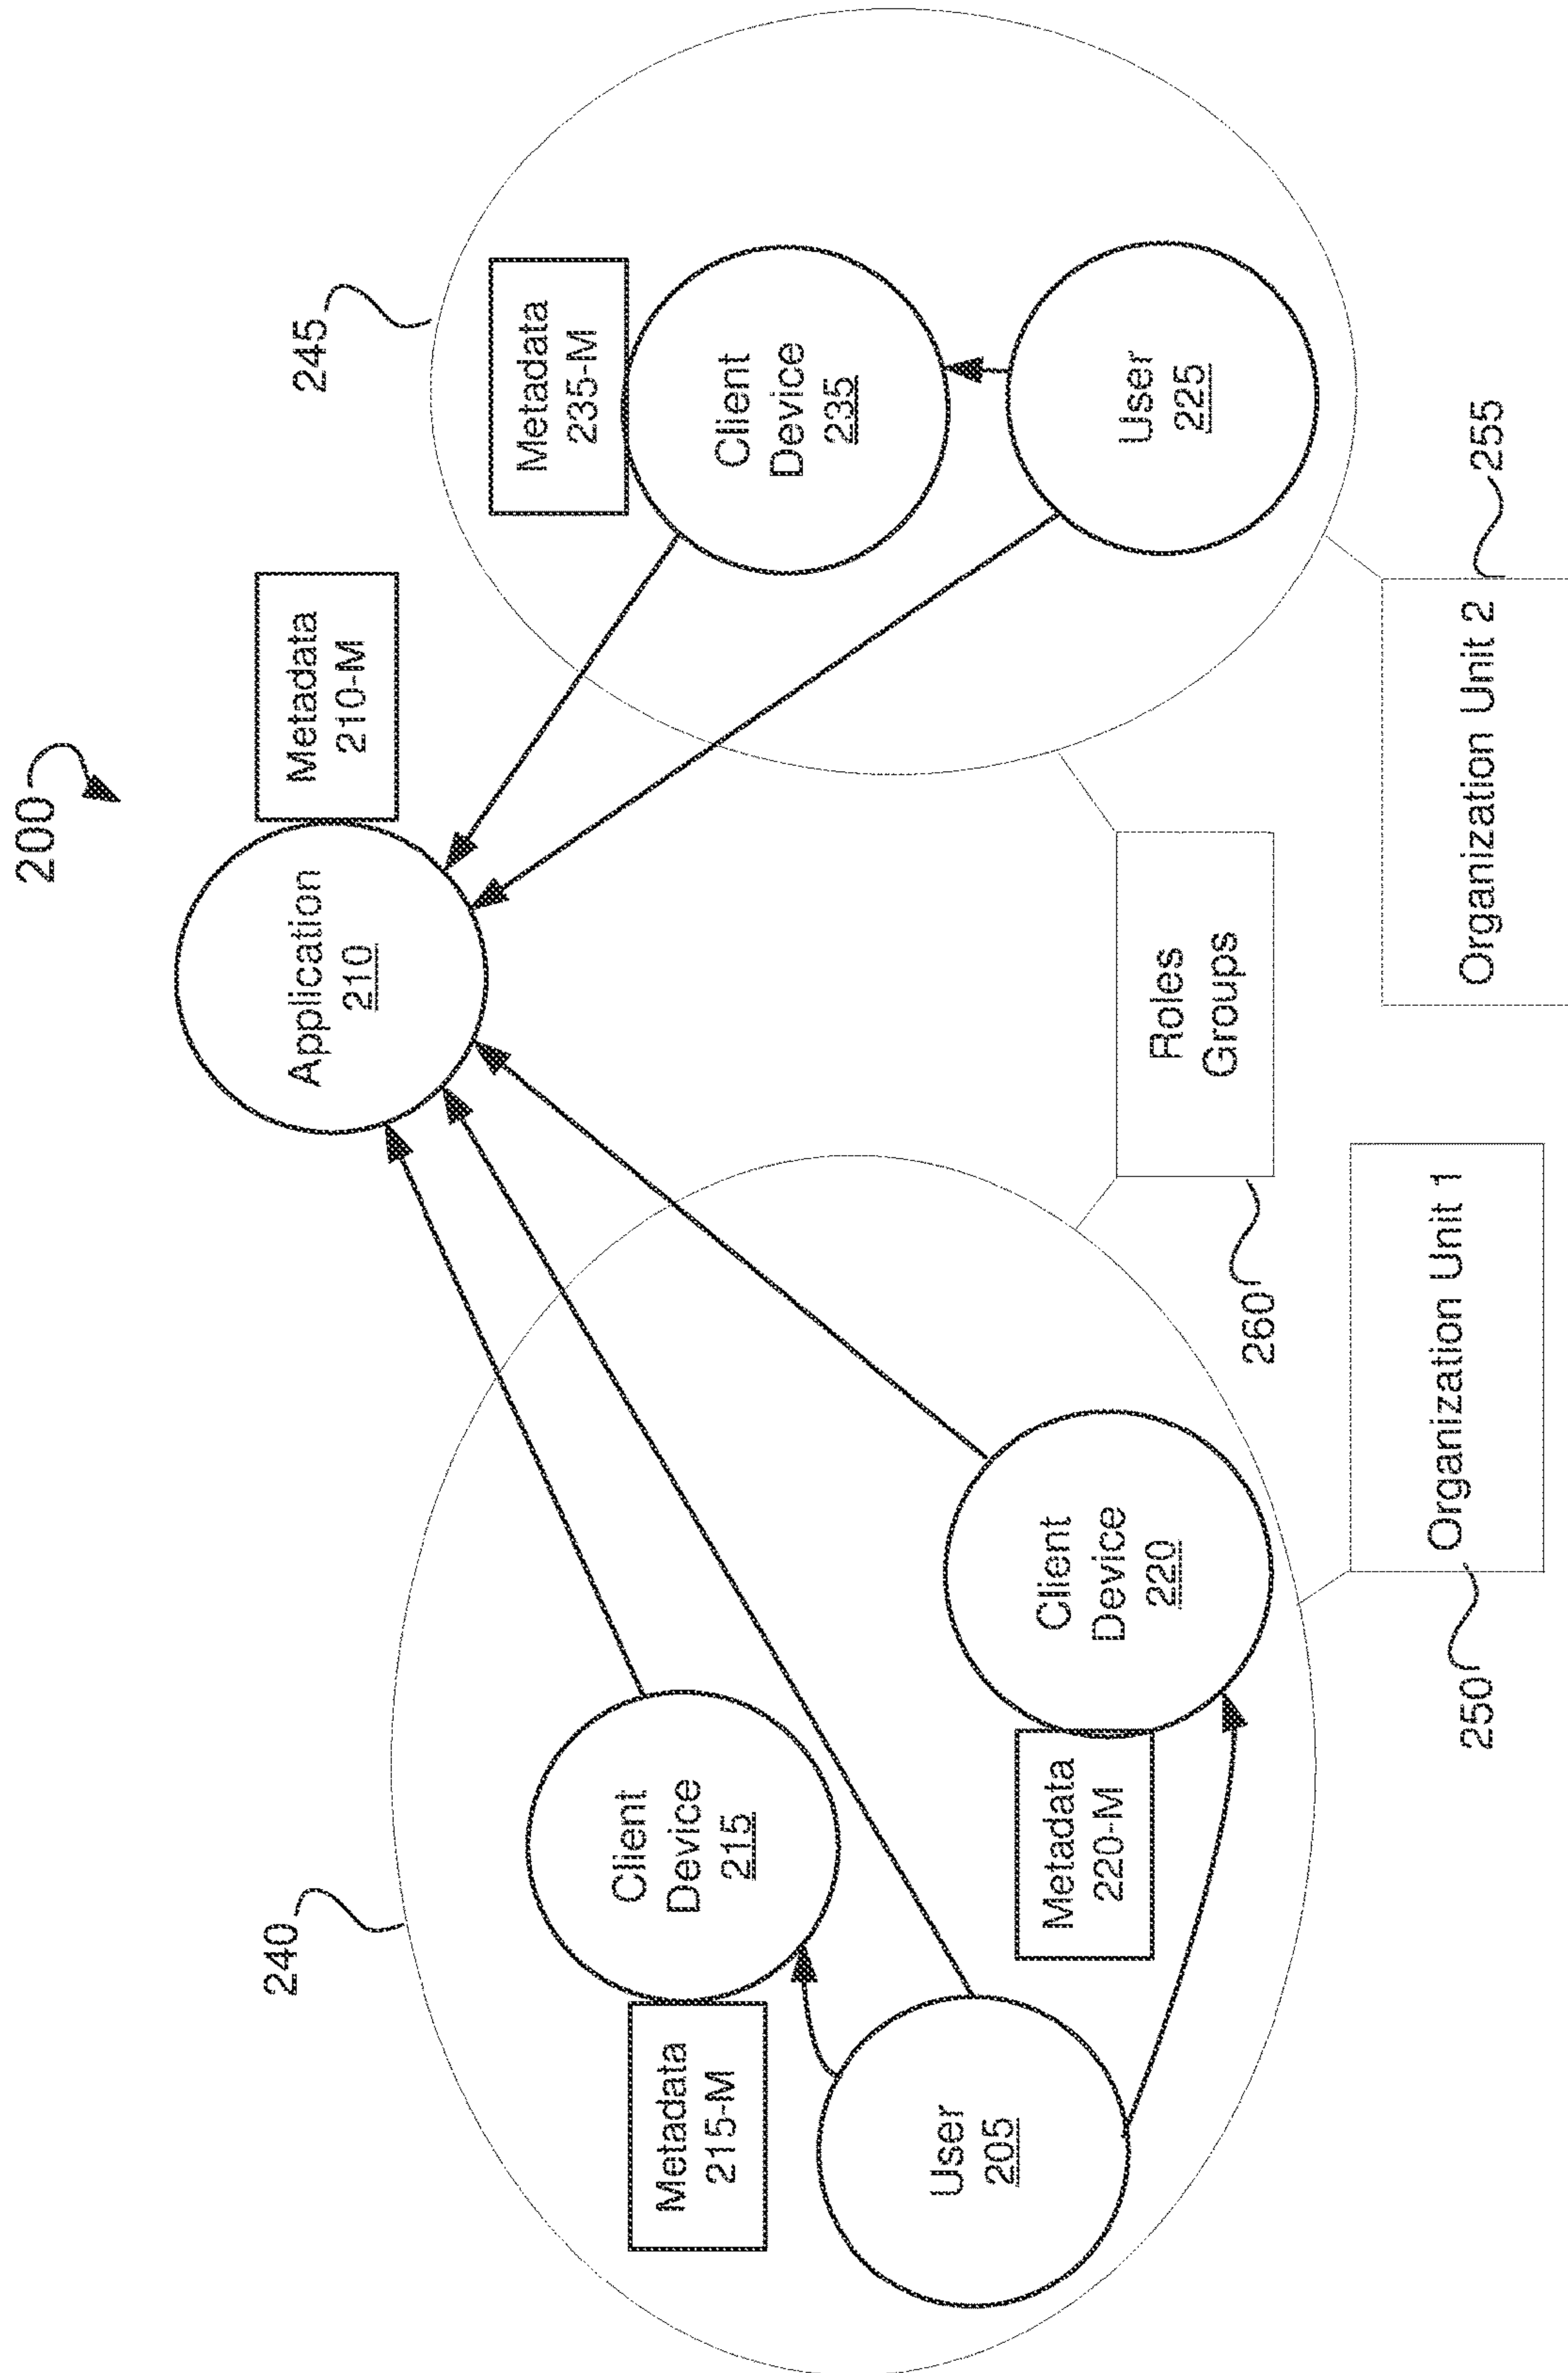 200
Application
210
Metadata
210-M
240
245
Metadata
215-M
Client
Device
215
Metadata
235-M
Client
Device
235
User
205
Metadata
220-M
Client
Device
220
User
225
260
Roles
Groups
250
Organization Unit 1
Organization Unit 2
255